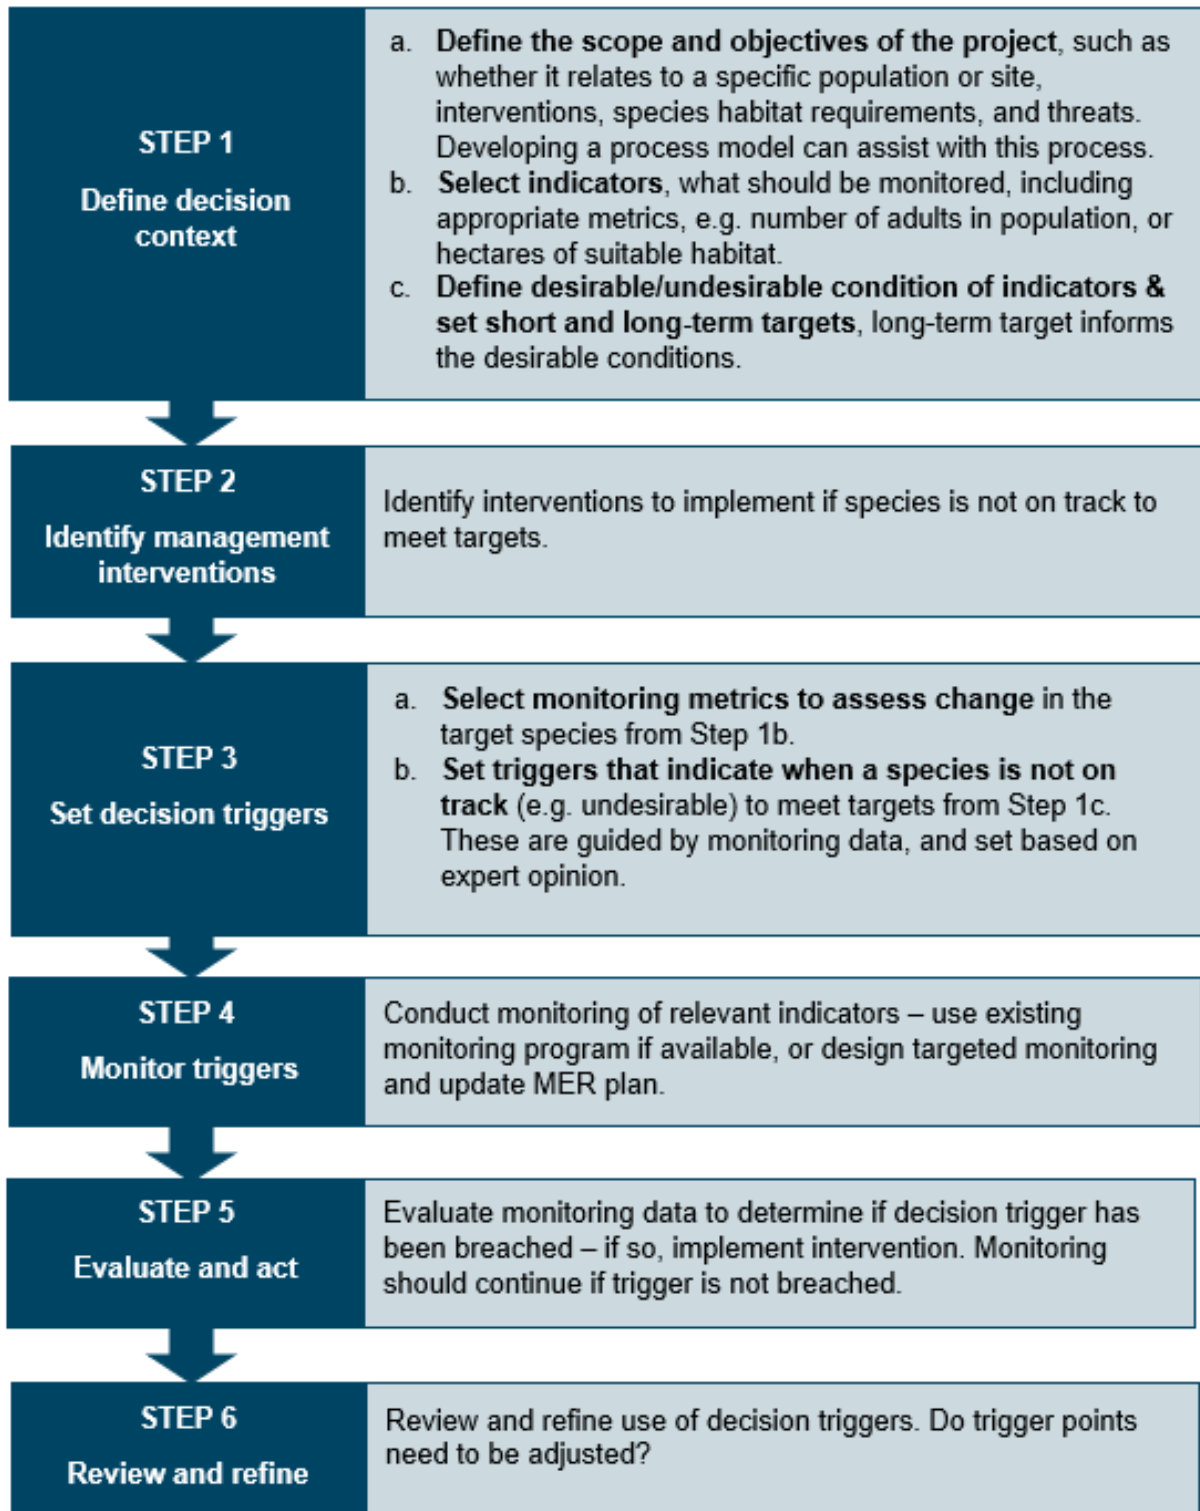 STEP 1
Define decision
context
a. Define the scope and objectives of the project, such as
whether it relates to a specific population or site,
interventions, species habitat requirements, and threats.
Developing a process model can assist with this process.
b. Select indicators, what should be monitored, including
appropriate metrics, e.g. number of adults in population, or
hectares of suitable habitat.
c. Define desirable/undesirable condition of indicators &
set short and long-term targets, long-term target informs
the desirable conditions.
STEP 2
Identify management
interventions
Identify interventions to implement if species is not on track to
meet targets.
STEP 3
Set decision triggers
a. Select monitoring metrics to assess change in the
target species from Step 1b.
b. Set triggers that indicate when a species is not on
track (e.g. undesirable) to meet targets from Step 1c.
These are guided by monitoring data, and set based on
expert opinion.
STEP 4
Monitor triggers
Conduct monitoring of relevant indicators – use existing
monitoring program if available, or design targeted monitoring
and update MER plan.
STEP 5
Evaluate and act
Evaluate monitoring data to determine if decision trigger has
been breached – if so, implement intervention. Monitoring
should continue if trigger is not breached.
STEP 6
Review and refine
Review and refine use of decision triggers. Do trigger points
need to be adjusted?